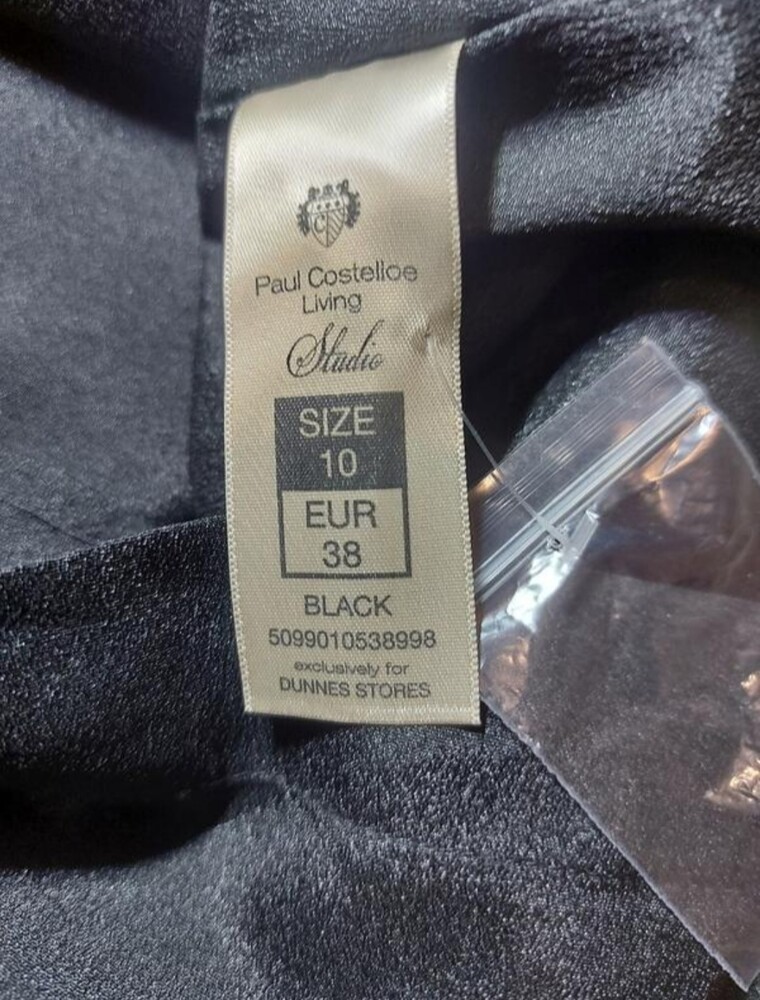 C
Paul Costelloe
Living
Studio
SIZE
10
EUR
38
BLACK
5099010538998
exclusively for
DUNNES STORES